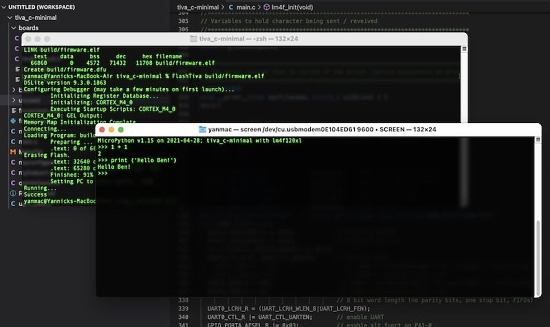 UNTITLED (WORKSPACE)
tiva_c-minimal
boards
tiva_c-minimal > C main.c > lm4f_init(void)
305 // Variables to hold character being sent / reveived
tiva_c-minimal — -zsh — 132×24
LINK build/firmware.elf
text data bss dec hex filename
66860 0 4572 71432 11708 build/firmware.elf
Create build/firmware.dfu
yanmac@Yannicks-MacBook-Air tiva_c-minimal % FlashTiva build/firmware.elf
DSLite version 9.3.0.1863
Configuring Debugger (may take a few minutes on first launch)...
Initializing Register Database...
Initializing: CORTEX_M4_0
Executing Startup Scripts: CORTEX_M4_0
CORTEX_M4_0: GEL Output:
Memory Map Initialization Complete
Connecting...
Loading Program: buil
Preparing ...
.text: 0 of 66
Erasing Flash.
.text: 32640 o
.text: 65280 o
Finished: 91%
Setting PC to
Running...
Success
yanmac@Yannicks-MacBoo
yanmac — screen /dev/cu.usbmodem0E104ED61 9600 ▸ SCREEN — 132×24
MicroPython v1.15 on 2021-04-28; tiva_c-minimal with lm4f120xl
>>> 1 + 1
2
>>> print ('Hello Ben!')
Hello Ben!
>>>
// 8 bit word length (no parity bits, one stop bit, FIFOs)
339 UART0_LCRH_R = (UART_LCRH_WLEN_8|UART_LCRH_FEN);
340 UART0_CTL_R |= UART_CTL_UARTEN; // enable UART
341 GPIO_PORTA_AFSEL_R |= 0x03; // enable alt funct on PA1-0